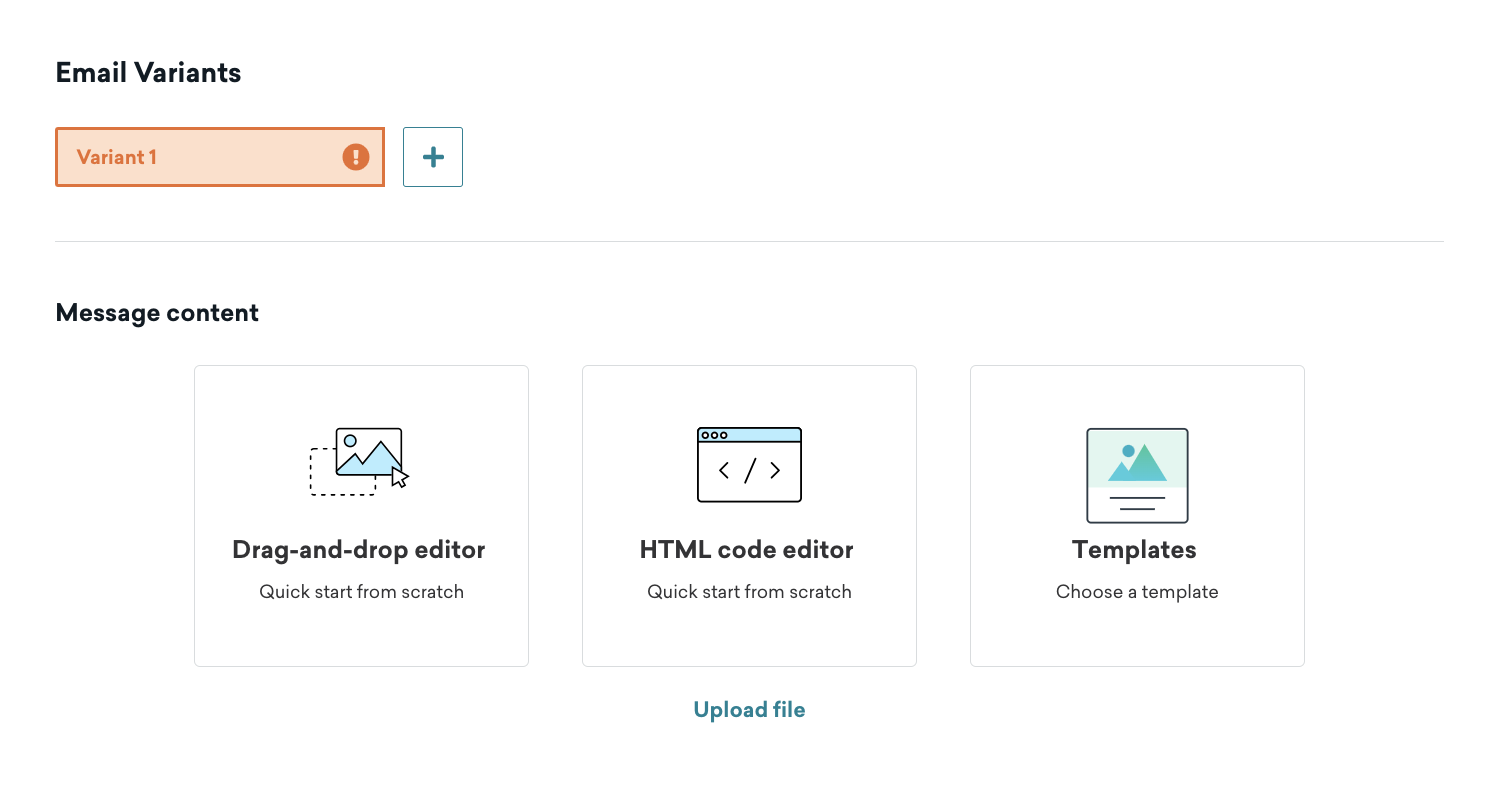 Email Variants
Variant 1
Message content
Drag-and-drop editor
Quick start from scratch
HTML code editor
Quick start from scratch
Templates
Choose a template
Upload file